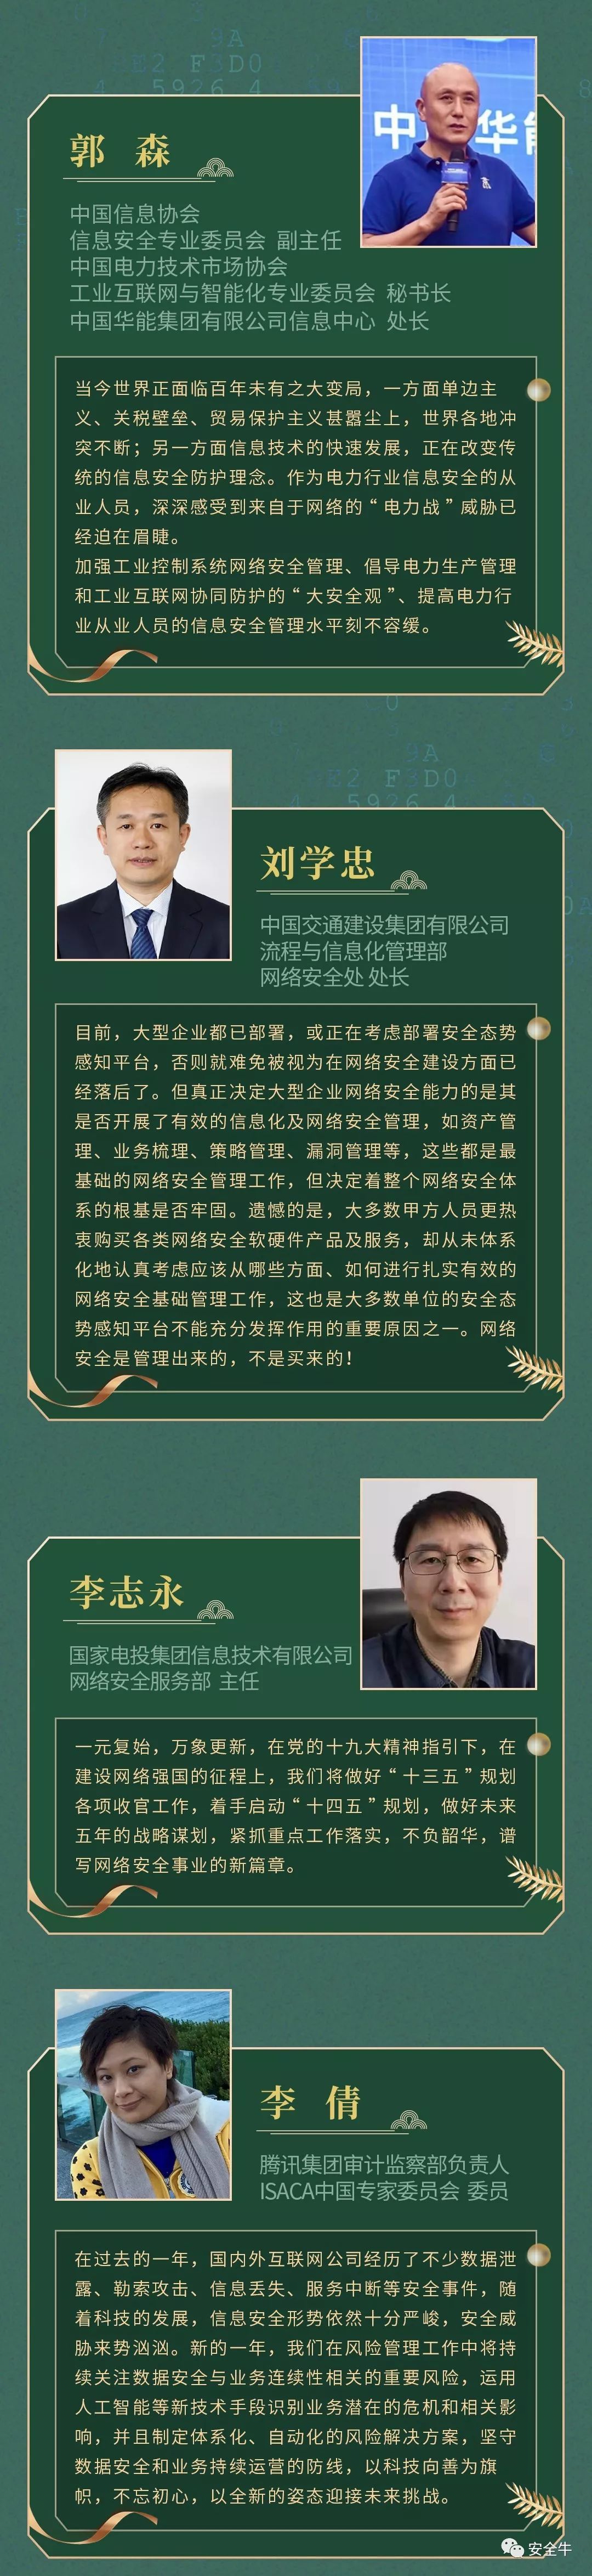 郭 森
中国信息协会
信息安全专业委员会 副主任
中国电力技术市场协会
工业互联网与智能化专业委员会 秘书长
中国华能集团有限公司信息中心 处长
当今世界正面临百年未有之大变局，一方面单边主
义、关税壁垒、贸易保护主义甚嚣尘上，世界各地冲
突不断；另一方面信息技术的快速发展，正在改变传
统的信息安全防护理念。作为电力行业信息安全的从
业人员，深深感受到来自于网络的“电力战”威胁已
经迫在眉睫。
加强工业控制系统网络安全管理、倡导电力生产管理
和工业互联网协同防护的“大安全观”、提高电力行
业从业人员的信息安全管理水平刻不容缓。
刘学忠
中国交通建设集团有限公司
流程与信息化管理部
网络安全处 处长
目前，大型企业都已部署，或正在考虑部署安全态势
感知平台，否则就难免被视为在网络安全建设方面已
经落后了。但真正决定大型企业网络安全能力的是其
是否开展了有效的信息化及网络安全管理，如资产管
理、业务梳理、策略管理、漏洞管理等，这些都是最
基础的网络安全管理工作，但决定着整个网络安全体
系的根基是否牢固。遗憾的是，大多数甲方人员更热
衷购买各类网络安全软硬件产品及服务，却从未体系
化地认真考虑应该从哪些方面、如何进行扎实有效的
网络安全基础管理工作，这也是大多数单位的安全态
势感知平台不能充分发挥作用的重要原因之一。网络
安全是管理出来的，不是买来的！
李志永
国家电投集团信息技术有限公司
网络安全服务部 主任
一元复始，万象更新，在党的十九大精神指引下，在
建设网络强国的征程上，我们将做好“十三五”规划
各项收官工作，着手启动“十四五”规划，做好未来
五年的战略谋划，紧抓重点工作落实，不负韶华，谱
写网络安全事业的新篇章。
李 倩
腾讯集团审计监察部负责人
ISACA中国专家委员会 委员
在过去的一年，国内外互联网公司经历了不少数据泄
露、勒索攻击、信息丢失、服务中断等安全事件，随
着科技的发展，信息安全形势依然十分严峻，安全威
胁来势汹汹。新的一年，我们在风险管理工作中将持
续关注数据安全与业务连续性相关的重要风险，运用
人工智能等新技术手段识别业务潜在的危机和相关影
响，并且制定体系化、自动化的风险解决方案，坚守
数据安全和业务持续运营的防线，以科技向善为旗
帜，不忘初心，以全新的姿态迎接未来挑战。
安全牛